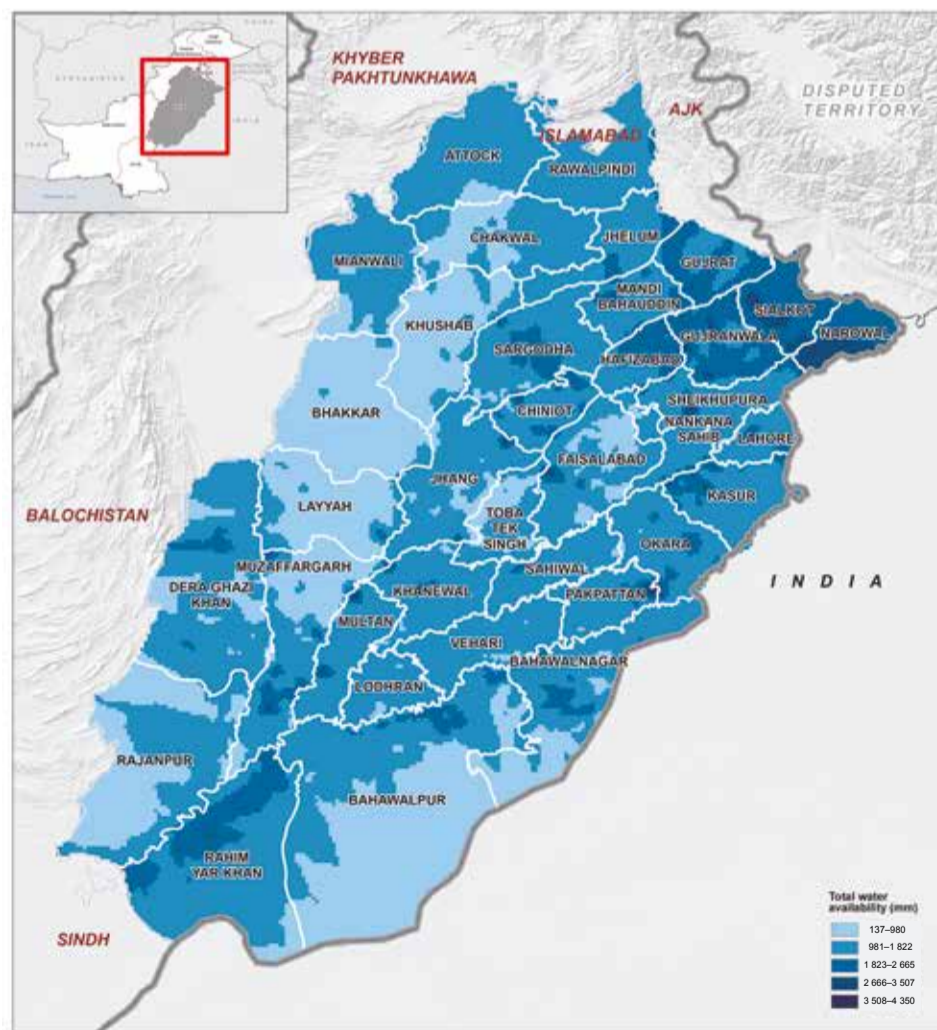 KHYBER
PAKHTUNKHAWA
AJK
DISPUTED
TERRITORY
ISLAMABAD
ATTOCK
RAWALPINDI
CHAKWAL
JHELUM
MIANWALI
GUJRAT
MANDI
BAHAUDDIN
SIALKOT
KHUSHAB
GUJRANWALA
NAROWAL
SARGODHA
HAFIZABAD
SHEIKHUPURA
BHAKKAR
CHINIOT
NANKANA
SAHIB
LAHORE
FAISALABAD
JHANG
KASUR
LAYYAH
TOBA
TEK
SINGH
BALOCHISTAN
OKARA
MUZAFFARGARH
SAHIWAL
INDIA
DERA GHAZI
KHAN
KHANEWAL
PAKPATTAN
MULTAN
VEHARI
BAHAWALNAGAR
LODHRAN
RAJANPUR
BAHAWALPUR
RAHIM
YAR KHAN
SINDH
Total water
availability (mm)
137–980
981–1 822
1 823–2 665
2 666–3 507
3 508–4 350